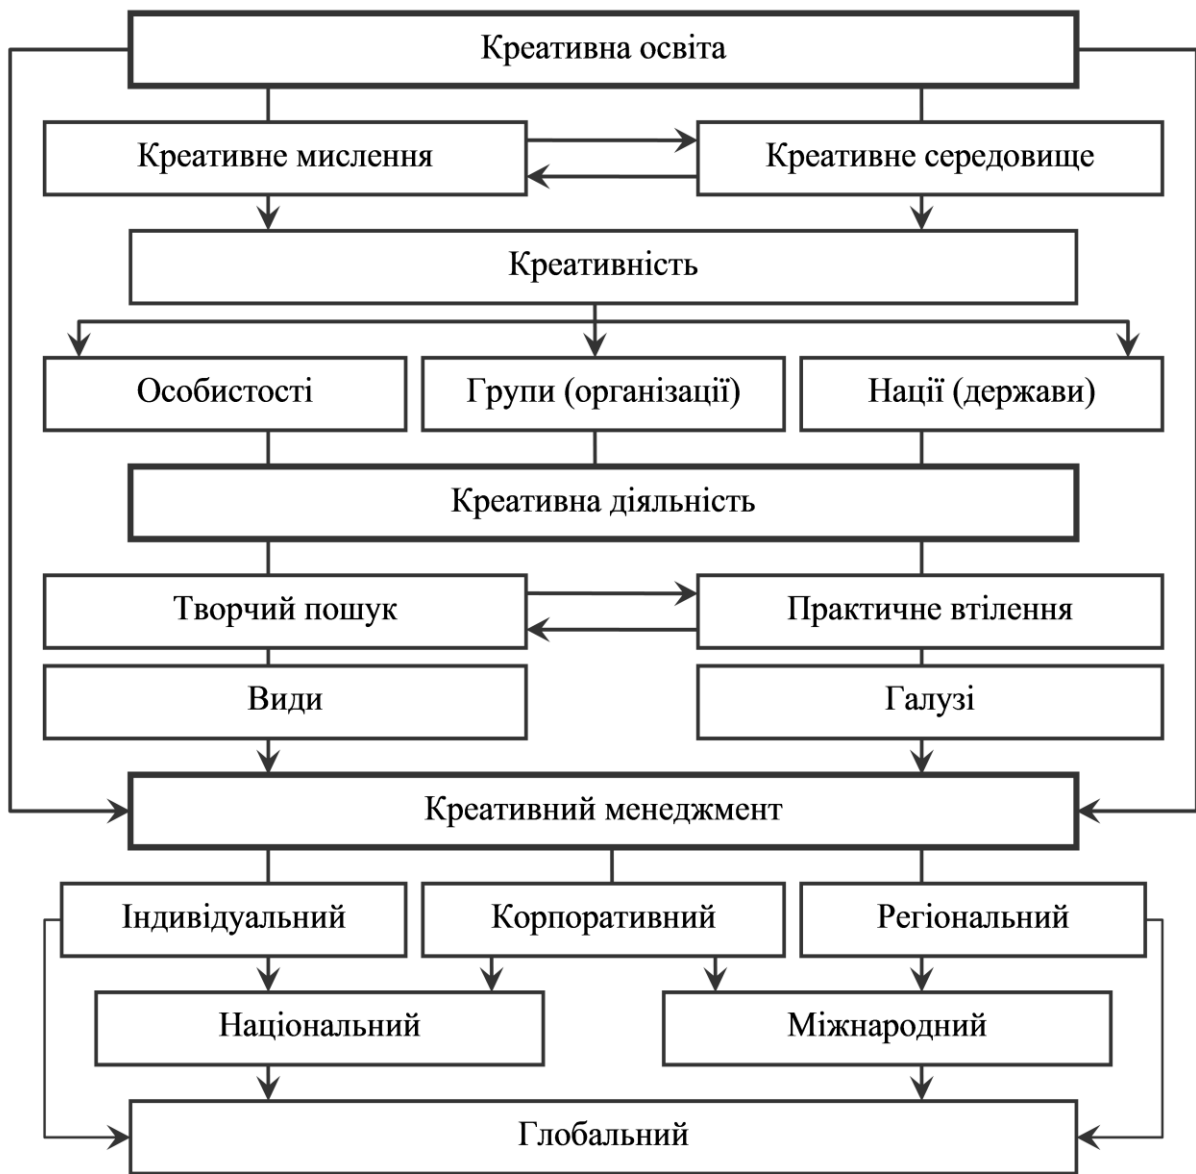 Креативна освіта
Креативне мислення
Креативне середовище
Креативність
Особистості
Групи (організації)
Нації (держави)
Креативна діяльність
Творчий пошук
Практичне втілення
Види
Галузі
Креативний менеджмент
Індивідуальний
Корпоративний
Регіональний
Національний
Міжнародний
Глобальний